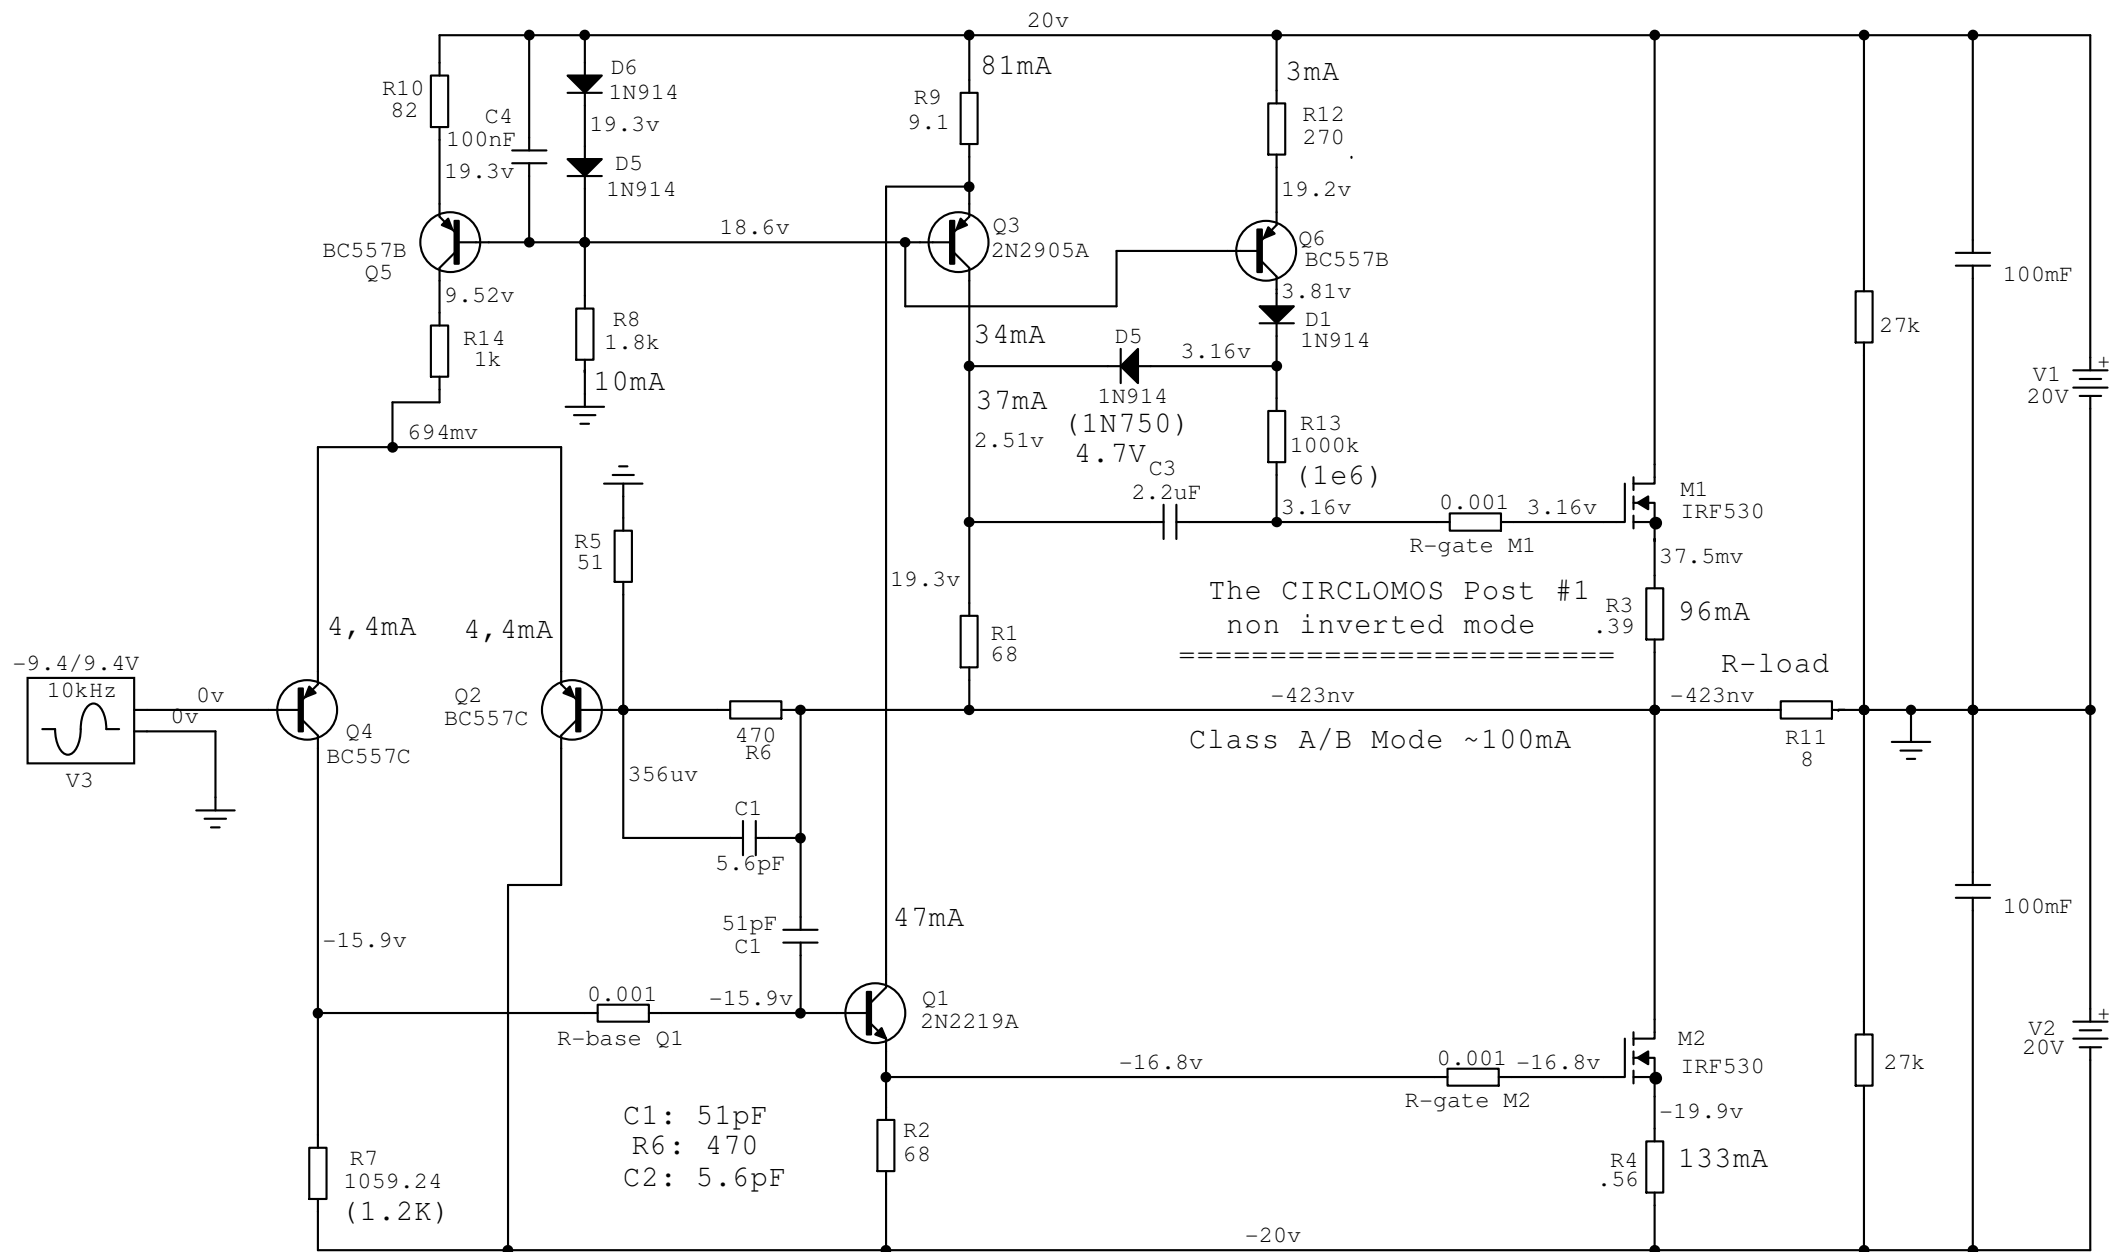 20v
R10
82
C4
100nF
19.3v
D6
1N914
19.3v
D5
1N914
81mA
R9
9.1
3mA
R12
270
.
19.2v
BC557B
Q5
18.6v
Q3
2N2905A
Q6
BC557B
9.52v
3.81v
R14
1k
R8
1.8k
10mA
34mA
D5
1N914
(1N750)
4.7V
3.16v
D1
1N914
37mA
2.51v
R13
1000k
(1e6)
C3
2.2uF
3.16v
0.001
3.16v
R-gate M1
M1
IRF530
37.5mv
100mF
27k
V1
20V
+
694mv
R5
51
19.3v
The CIRCLOMOS Post #1
non inverted mode
========================
R3
.39
96mA
4,4mA
4,4mA
R1
68
R-load
-9.4/9.4V
10kHz
0v
0v
V3
Q4
BC557C
Q2
BC557C
470
R6
-423nv
-423nv
Class A/B Mode ~100mA
R11
8
356uv
C1
5.6pF
51pF
C1
47mA
100mF
-15.9v
0.001
R-base Q1
-15.9v
Q1
2N2219A
-16.8v
0.001
-16.8v
R-gate M2
M2
IRF530
-19.9v
27k
V2
20V
+
C1: 51pF
R6: 470
C2: 5.6pF
R2
68
R7
1059.24
(1.2K)
R4
.56
133mA
-20v